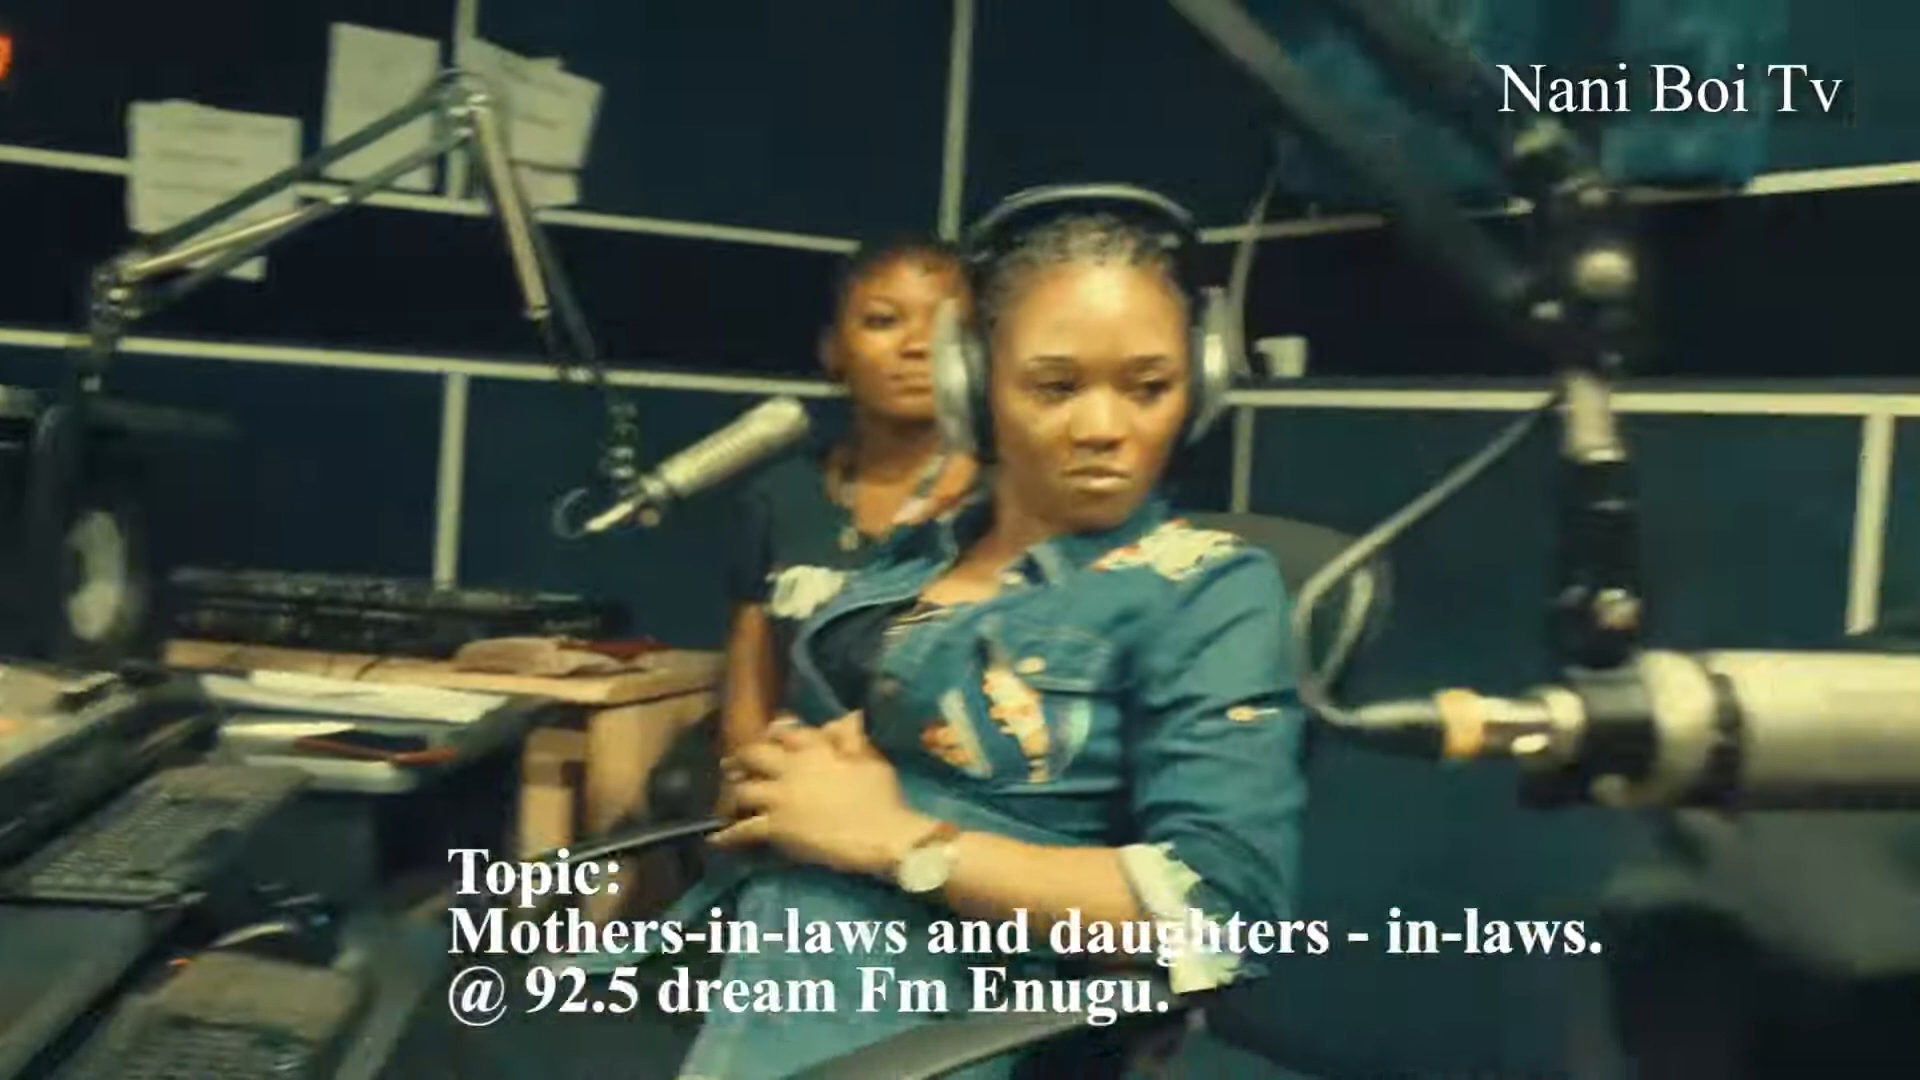 Nani Boi Tv
Topic:
Mothers-in-laws and daughters - in-laws.
@ 92.5 dream Fm Enugu.